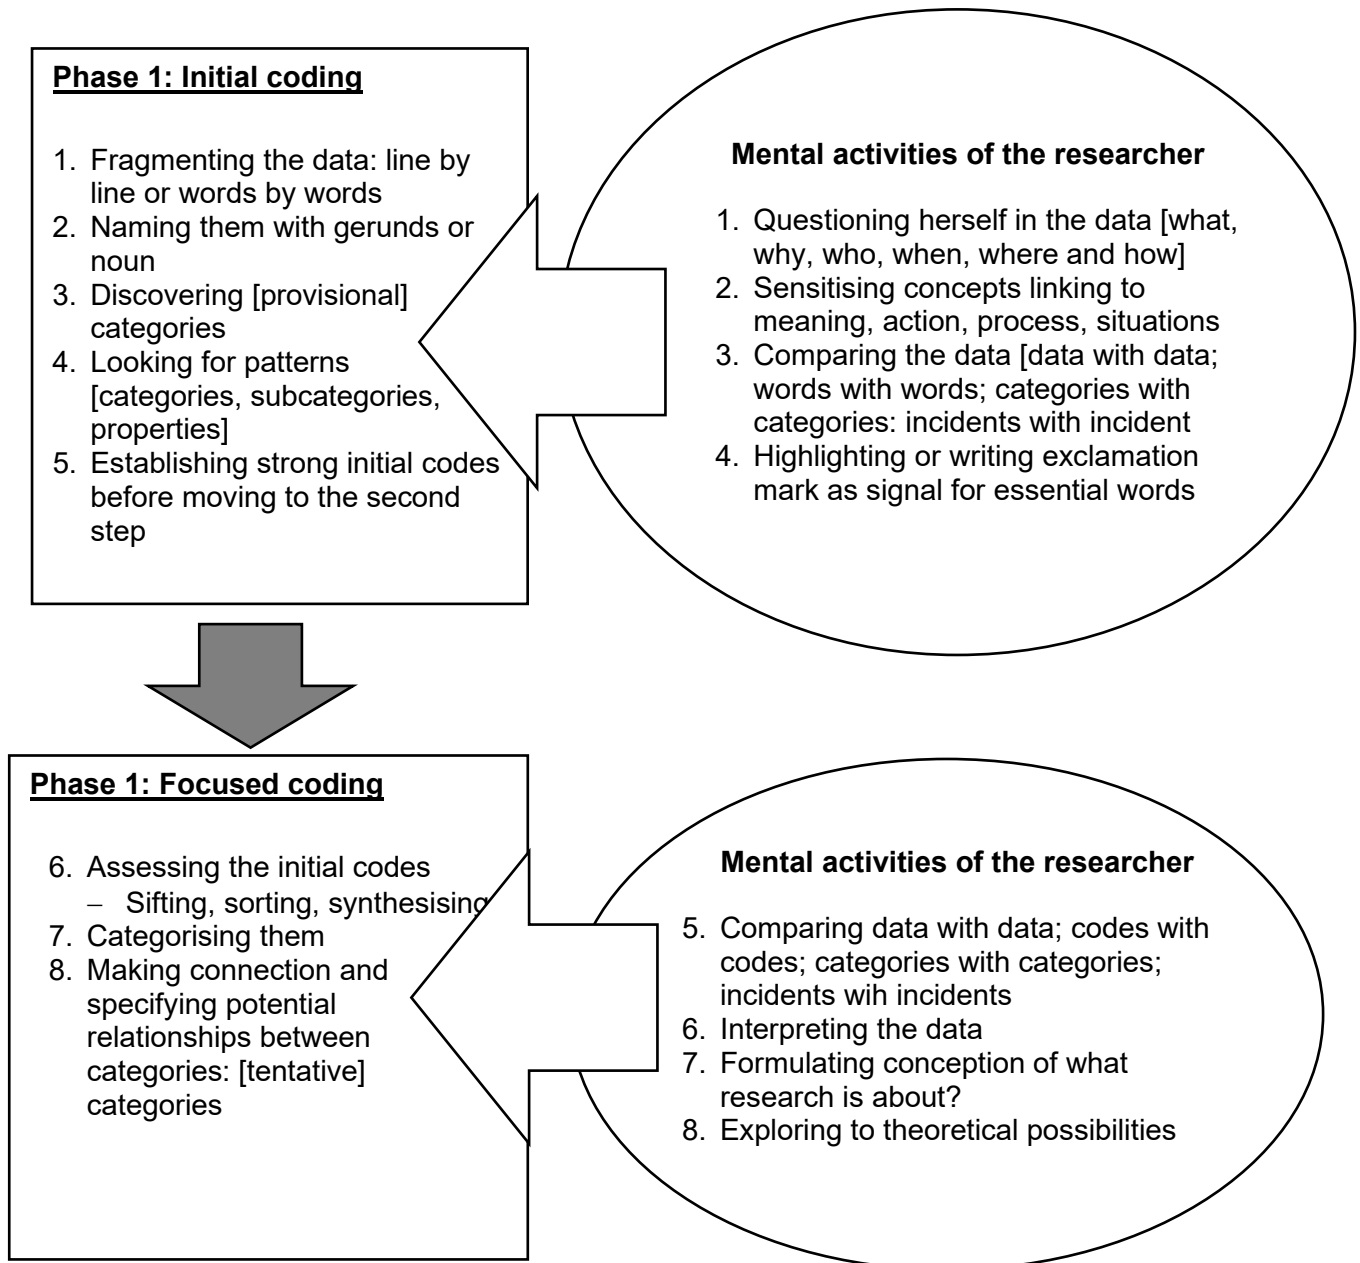 Phase 1: Initial coding
1. Fragmenting the data: line by
line or words by words
2. Naming them with gerunds or
noun
3. Discovering [provisional]
categories
4. Looking for patterns
[categories, subcategories,
properties]
5. Establishing strong initial codes
before moving to the second
step
Mental activities of the researcher
1. Questioning herself in the data [what,
why, who, when, where and how]
2. Sensitising concepts linking to
meaning, action, process, situations
3. Comparing the data [data with data;
words with words; categories with
categories: incidents with incident
4. Highlighting or writing exclamation
mark as signal for essential words
Phase 1: Focused coding
6. Assessing the initial codes
– Sifting, sorting, synthesising
7. Categorising them
8. Making connection and
specifying potential
relationships between
categories: [tentative]
categories
Mental activities of the researcher
5. Comparing data with data; codes with
codes; categories with categories;
incidents wih incidents
6. Interpreting the data
7. Formulating conception of what
research is about?
8. Exploring to theoretical possibilities